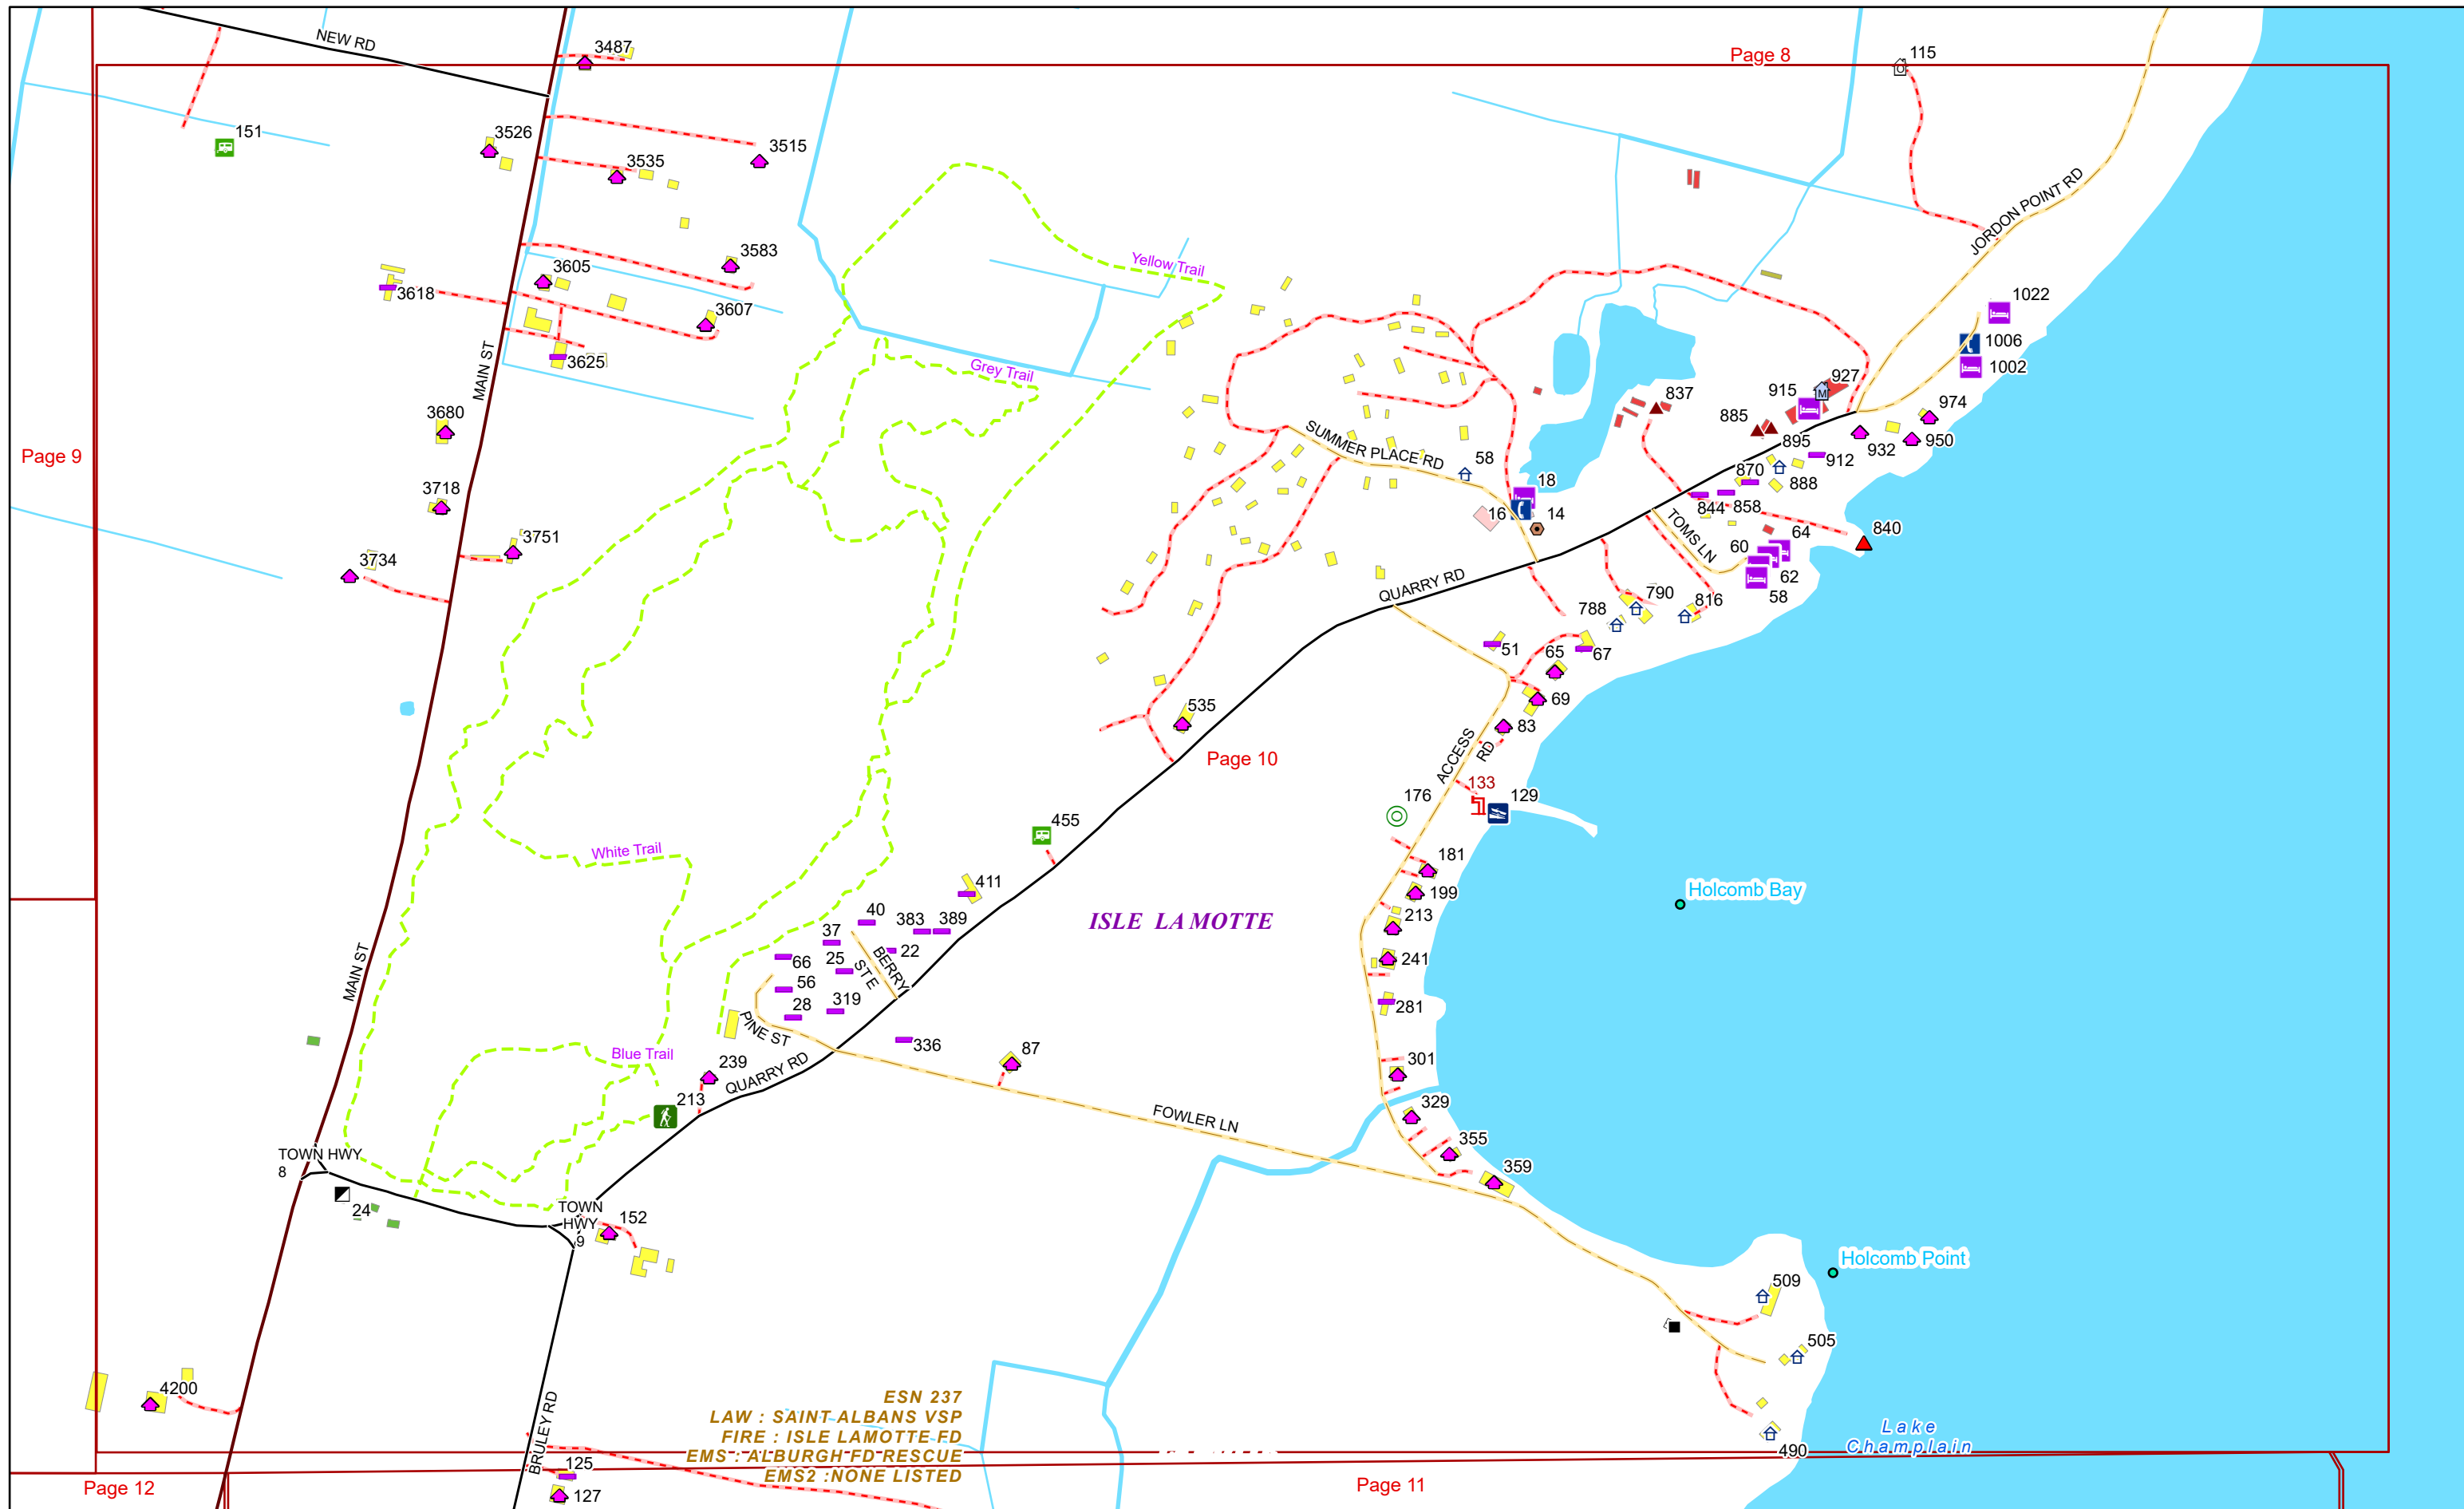 NEW RD
3487
Page 8
115
151
3526
3515
3535
JORDON POINT RD
3583
3605
Yellow Trail
3618
3607
1022
1006
1002
3625
MAIN ST
Grey Trail
927
915
837
974
885
895
932
950
3680
SUMMER PLACE RD
58
912
870
888
Page 9
3718
18
16
14
844
858
TOMS LN
840
64
60
62
58
3751
3734
QUARRY RD
790
816
788
51
65
67
69
535
83
ACCESS
RD
Page 10
133
129
176
455
White Trail
181
199
411
Holcomb Bay
40
383
389
ISLE LA MOTTE
213
37
22
66
25
BERRY
ST E
241
56
28
319
281
MAIN ST
PINE ST
336
87
Blue Trail
239
QUARRY RD
301
213
FOWLER LN
329
355
TOWN HWY
8
359
24
TOWN
HWY
9
152
Holcomb Point
509
505
4200
BRULEY RD
ESN 237
LAW : SAINT ALBANS VSP
FIRE : ISLE LAMOTTE FD
EMS : ALBURGH FD RESCUE
EMS2 :NONE LISTED
Lake
Champlain
490
125
127
Page 12
Page 11